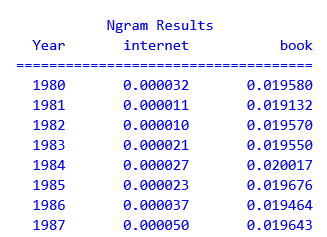 Ngram Results
Year internet book
====================================
1980 0.000032 0.019580
1981 0.000011 0.019132
1982 0.000010 0.019570
1983 0.000021 0.019550
1984 0.000027 0.020017
1985 0.000023 0.019676
1986 0.000037 0.019464
1987 0.000050 0.019643